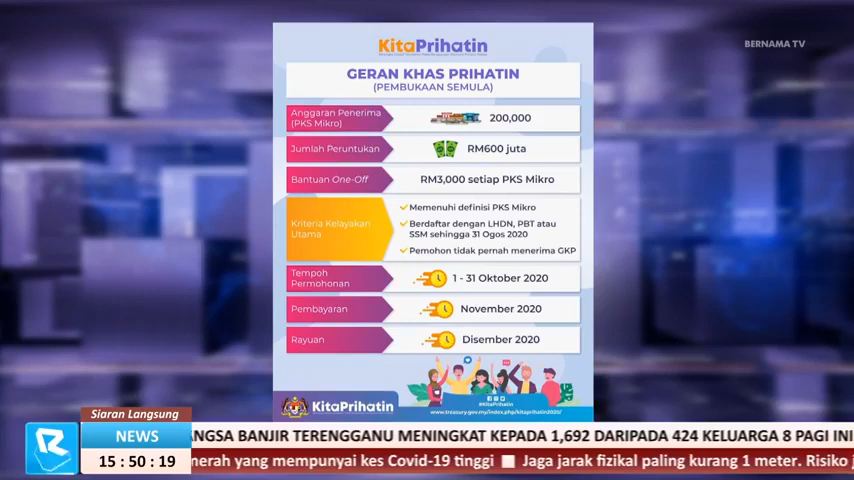 BERNAMA TV
KitaPrihatin
GERAN KHAS PRIHATIN
(PEMBUKAAN SEMULA)
Anggaran Penerima
(PKS Mikro)
200,000
Jumlah Peruntukan
RM600 juta
Bantuan One-Off
RM3,000 setiap PKS Mikro
Kriteria Kelayakan
Utama
Memenuhi definisi PKS Mikro
Berdaftar dengan LHDN, PBT atau
SSM sehingga 31 Ogos 2020
Pemohon tidak pernah menerima GKP
Tempoh
Permohonan
1 - 31 Oktober 2020
Pembayaran
November 2020
Rayuan
Disember 2020
KitaPrihatin
#KitaPrihatin
www.treasury.gov.my/index.php/kitaprihatin2020/
Siaran Langsung
NEWS
ANGSA BANJIR TERENGGANU MENINGKAT KEPADA 1,692 DARIPADA 424 KELUARGA 8 PAGI INI
15 : 50 : 19
merah yang mempunyai kes Covid-19 tinggi ■ Jaga jarak fizikal paling kurang 1 meter. Risiko j